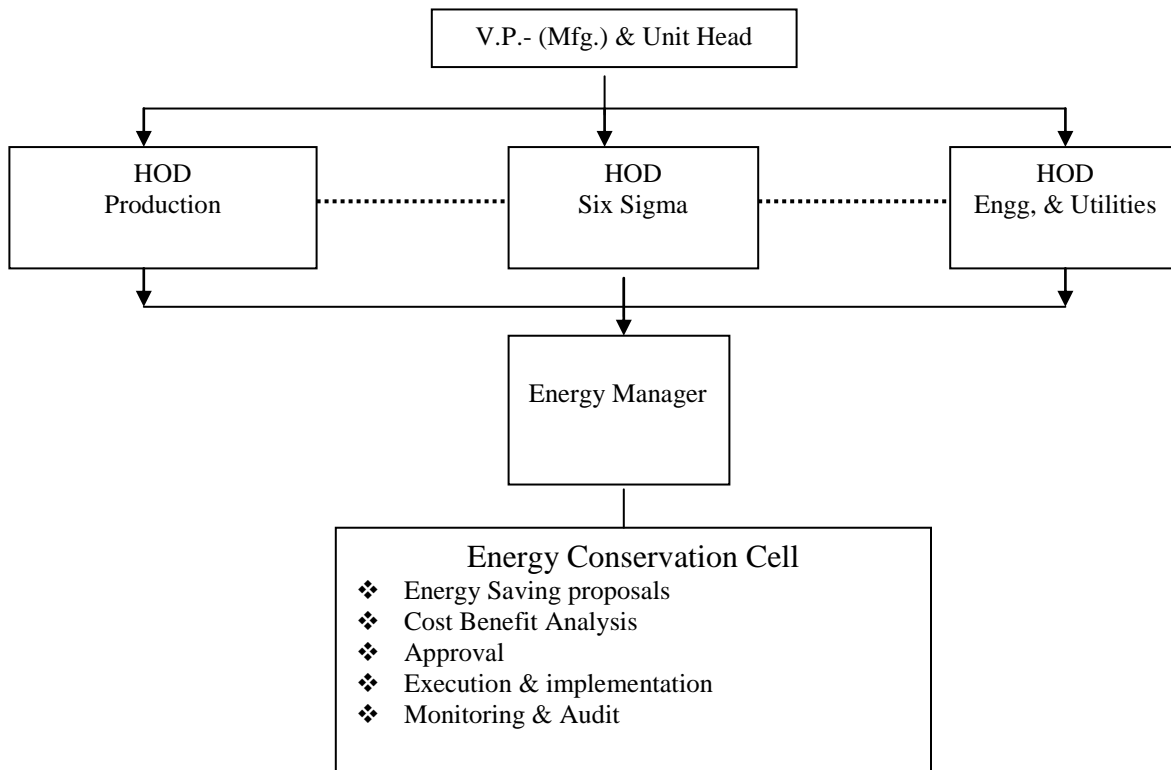 V.P.- (Mfg.) & Unit Head
HOD
Production
HOD
Six Sigma
HOD
Engg, & Utilities
Energy Manager
Energy Conservation Cell
❖ Energy Saving proposals
❖ Cost Benefit Analysis
❖ Approval
❖ Execution & implementation
❖ Monitoring & Audit